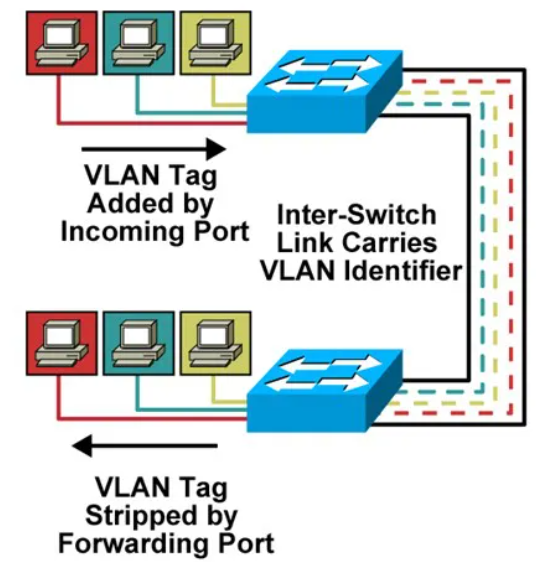 VLAN Tag
Added by
Incoming Port
Inter-Switch
Link Carries
VLAN Identifier
VLAN Tag
Stripped by
Forwarding Port